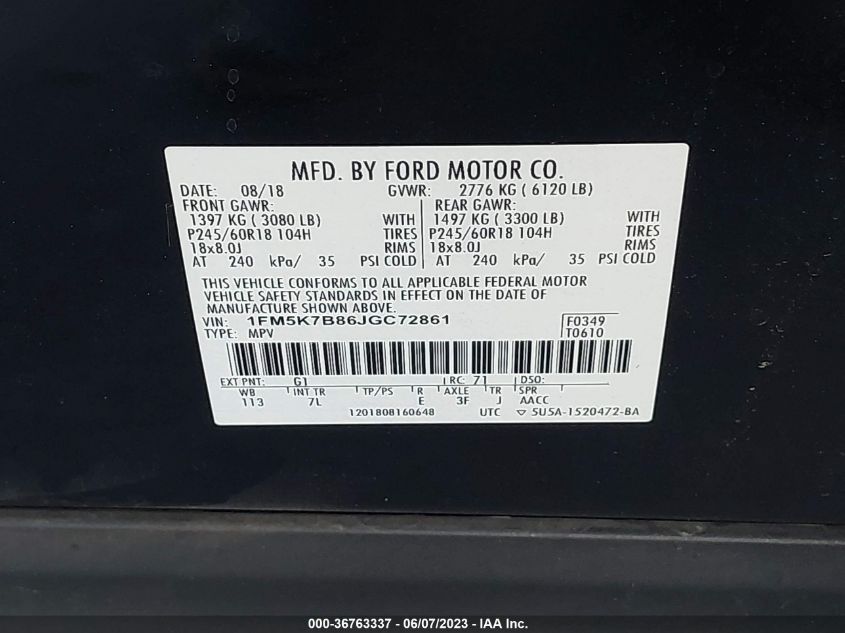 MFD. BY FORD MOTOR CO.
DATE: 08/18 GVWR: 2776 KG ( 6120 LB)
FRONT GAWR: REAR GAWR:
1397 KG ( 3080 LB) WITH 1497 KG ( 3300 LB) WITH
P245/60R18 104H TIRES P245/60R18 104H TIRES
18x8.0J RIMS 18x8.0J RIMS
AT 240 kPa/ 35 PSI COLD AT 240 kPa/ 35 PSI COLD
THIS VEHICLE CONFORMS TO ALL APPLICABLE FEDERAL MOTOR
VEHICLE SAFETY STANDARDS IN EFFECT ON THE DATE OF
MANUFACTURE SHOWN ABOVE.
VIN: 1FM5K7B86JGC72861 F0349
TYPE: MPV T0610
EXT PNT: G1 RC: 71 DSO:
WB INT TR TP/PS R AXLE TR SPR
113 7L E 3F J AACC
1201808160648 UTC ▽ 5U5A-1520472-BA
000-36763337 - 06/07/2023 - IAA Inc.